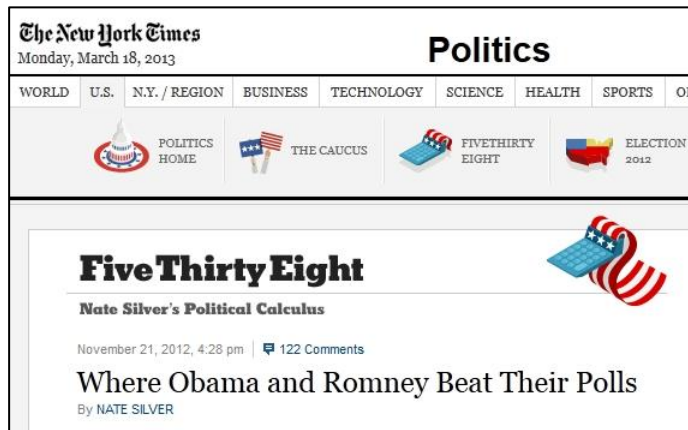 The New York Times
Monday, March 18, 2013
Politics
WORLD U.S. N.Y. / REGION BUSINESS TECHNOLOGY SCIENCE HEALTH SPORTS
POLITICS HOME
THE CAUCUS
FIVETHIRTY EIGHT
ELECTION 2012
FiveThirtyEight
Nate Silver's Political Calculus
November 21, 2012, 4:28 pm 122 Comments
Where Obama and Romney Beat Their Polls
By NATE SILVER